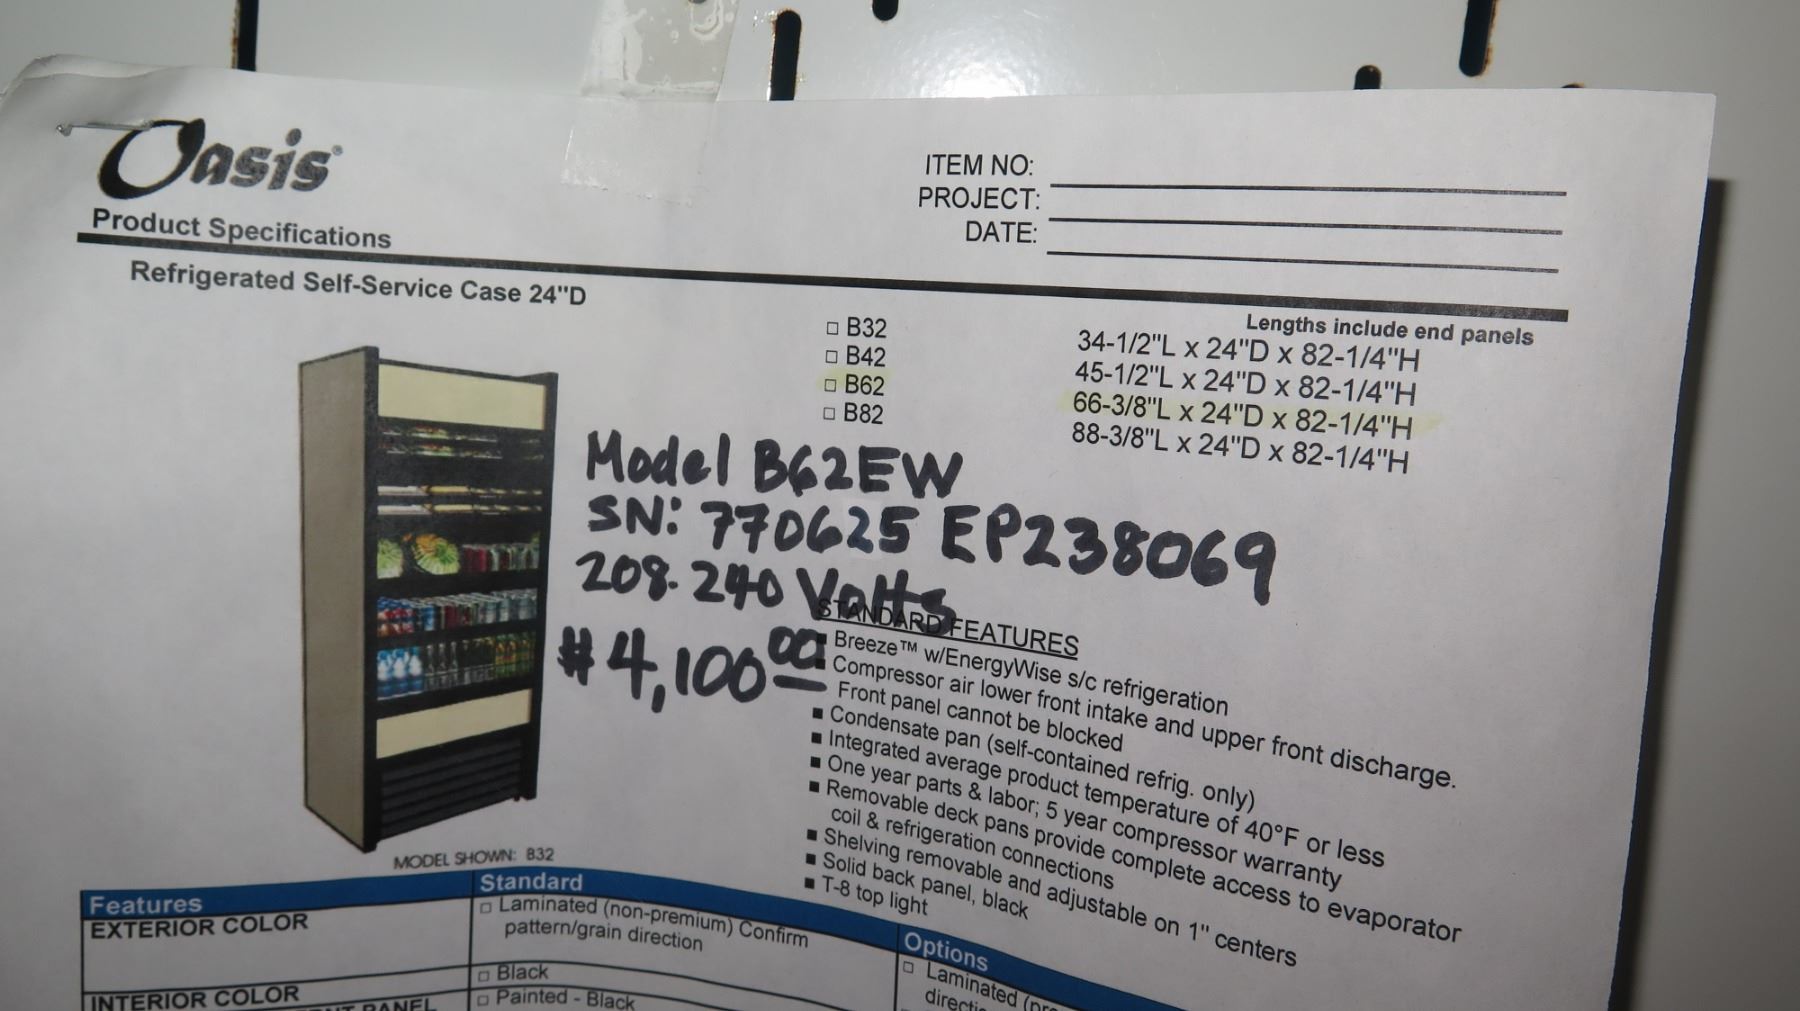 Oasis®
Product Specifications
ITEM NO:
PROJECT:
DATE:
Refrigerated Self-Service Case 24"D
Lengths include end panels
□ B32 34-1/2"L x 24"D x 82-1/4"H
□ B42 45-1/2"L x 24"D x 82-1/4"H
□ B62 66-3/8"L x 24"D x 82-1/4"H
□ B82 88-3/8"L x 24"D x 82-1/4"H
Model B62EW
SN: 770625 EP238069
208-240 Volts
#4,100 00
STANDARD FEATURES
■ Breeze™ w/EnergyWise s/c refrigeration
■ Compressor air lower front intake and upper front discharge.
Front panel cannot be blocked
■ Condensate pan (self-contained refrig. only)
■ Integrated average product temperature of 40°F or less
■ One year parts & labor; 5 year compressor warranty
■ Removable deck pans provide complete access to evaporator
coil & refrigeration connections
■ Shelving removable and adjustable on 1" centers
■ Solid back panel, black
■ T-8 top light
MODEL SHOWN: B32
Features Standard Options
EXTERIOR COLOR □ Laminated (non-premium) Confirm
pattern/grain direction
□ Laminated
□ Black
INTERIOR COLOR □ Painted - Black
PANEL